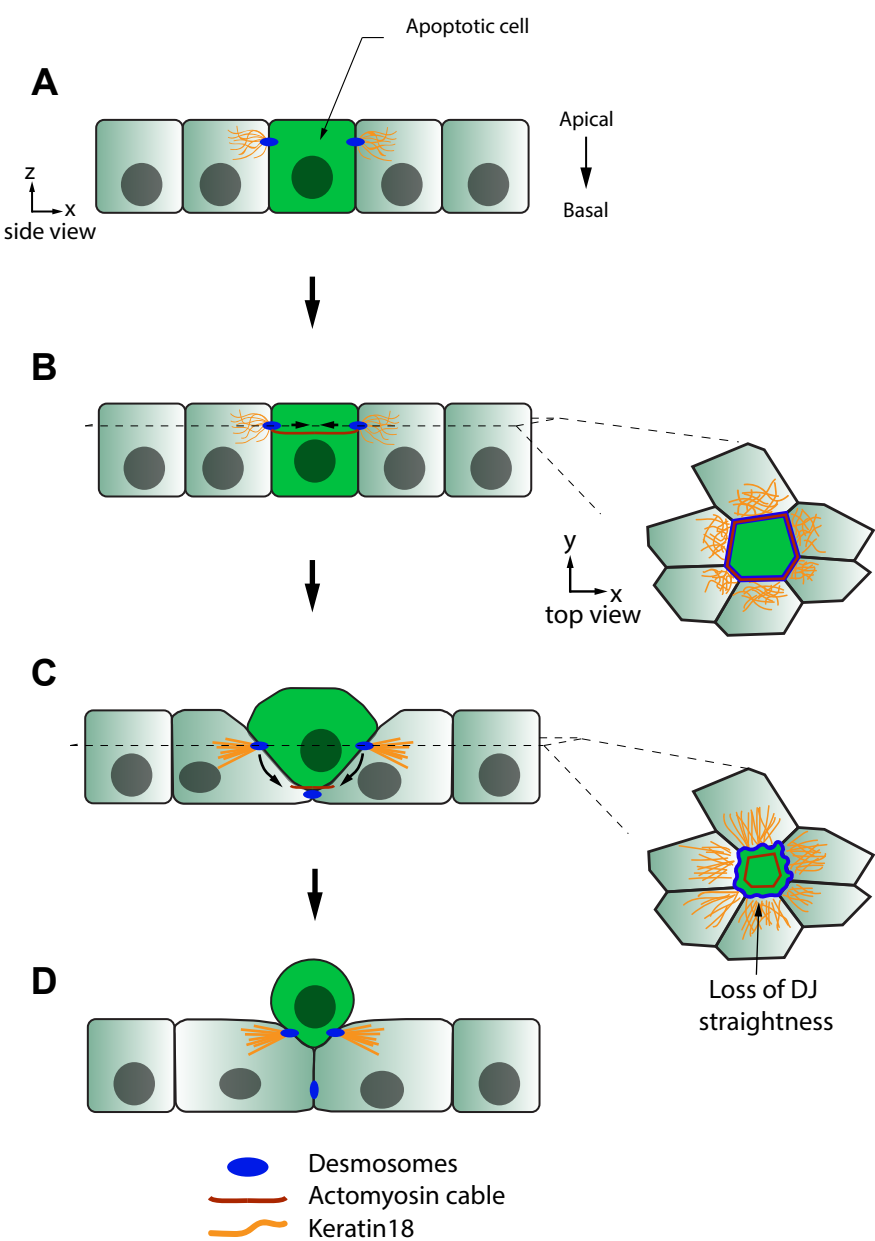 Apoptotic cell
A
Apical
z
x
side view
Basal
B
y
x
top view
C
Loss of DJ
straightness
D
Desmosomes
Actomyosin cable
Keratin18